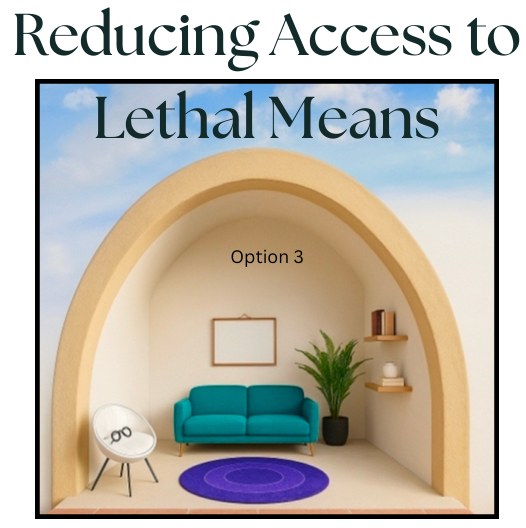 Reducing Access to
Lethal Means
Option 3